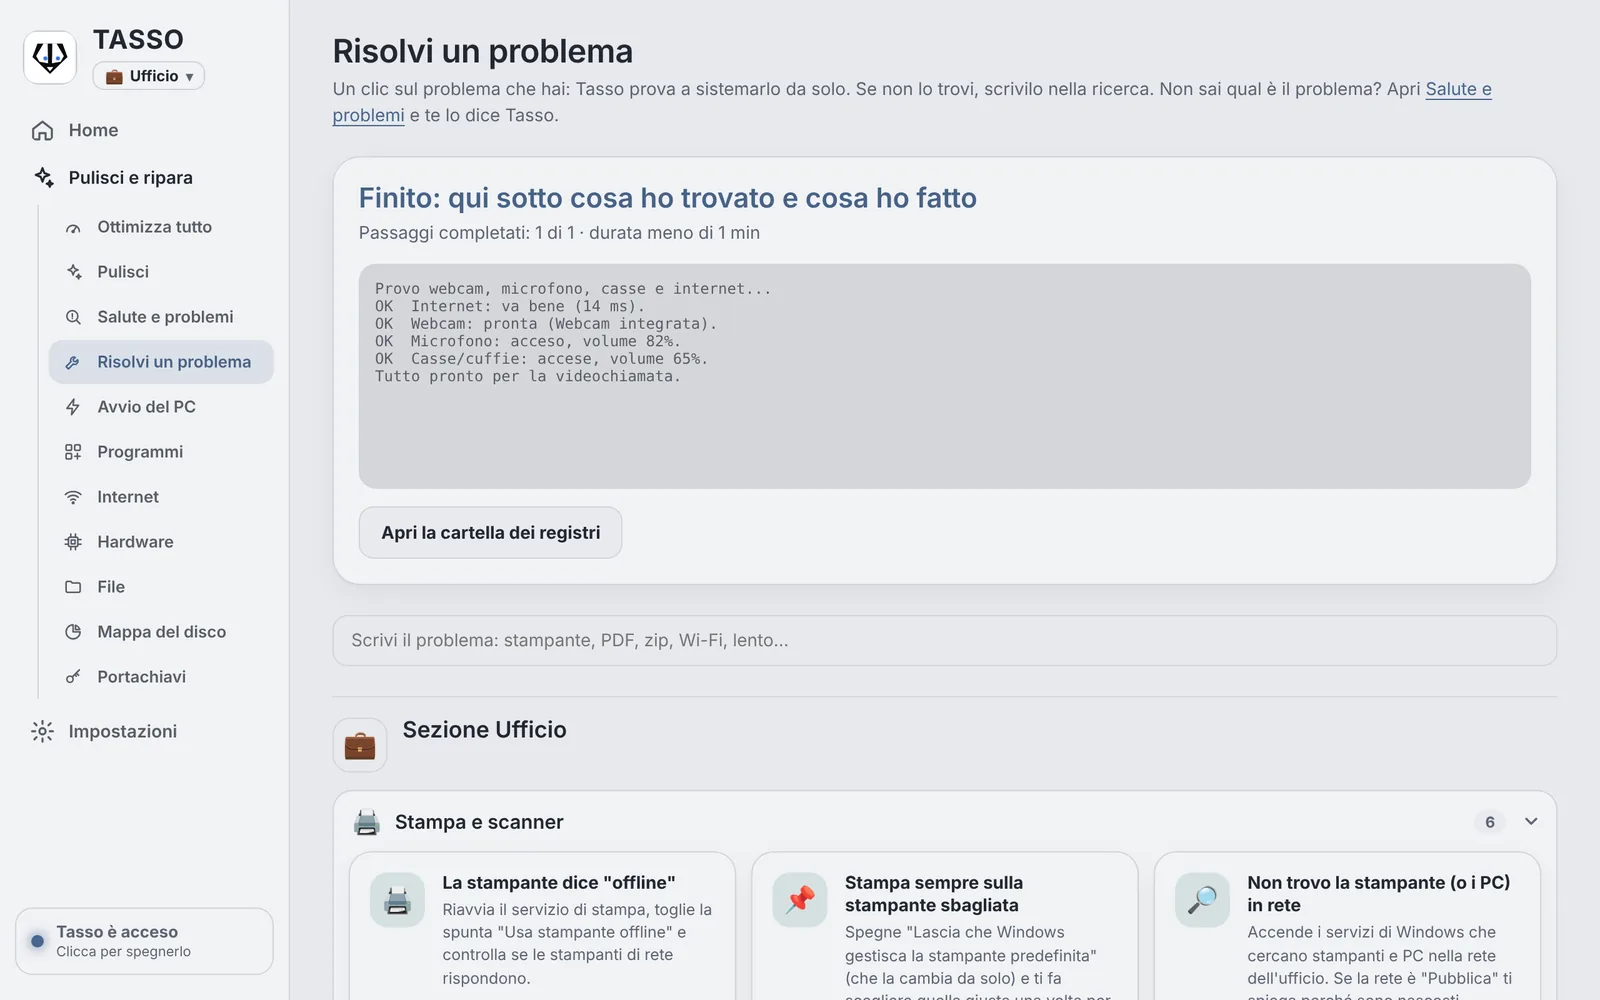 TASSO
Ufficio
Home
Pulisci e ripara
Ottimizza tutto
Pulisci
Salute e problemi
Risolvi un problema
Avvio del PC
Programmi
Internet
Hardware
File
Mappa del disco
Portachiavi
Impostazioni
Tasso è acceso
Clicca per spegnerlo
Risolvi un problema
Un clic sul problema che hai: Tasso prova a sistemarlo da solo. Se non lo trovi, scrivilo nella ricerca. Non sai qual è il problema? Apri Salute e
problemi e te lo dice Tasso.
Finito: qui sotto cosa ho trovato e cosa ho fatto
Passaggi completati: 1 di 1 · durata meno di 1 min
Provo webcam, microfono, casse e internet...
OK  Internet: va bene (14 ms).
OK  Webcam: pronta (Webcam integrata).
OK  Microfono: acceso, volume 82%.
OK  Casse/cuffie: accese, volume 65%.
Tutto pronto per la videochiamata.
Apri la cartella dei registri
Scrivi il problema: stampante, PDF, zip, Wi-Fi, lento...
Sezione Ufficio
Stampa e scanner
6
La stampante dice "offline"
Riavvia il servizio di stampa, toglie la
spunta "Usa stampante offline" e
controlla se le stampanti di rete
rispondono.
Stampa sempre sulla
stampante sbagliata
Spegne "Lascia che Windows
gestisca la stampante predefinita"
(che la cambia da solo) e ti fa
Non trovo la stampante (o i PC)
in rete
Accende i servizi di Windows che
cercano stampanti e PC nella rete
dell'ufficio. Se la rete è "Pubblica" ti